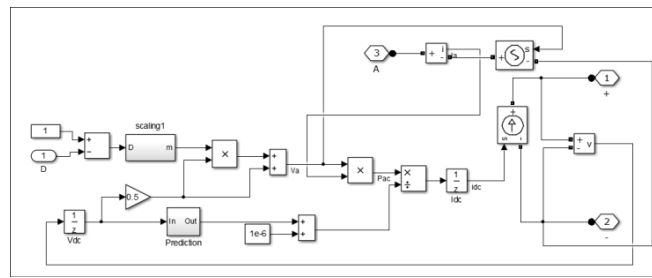 3
A
+
i
-
Ia
+
s
-
1
+
scaling1
1
+
-
D
m
×
+
+
Va
1
D
0.5
×
Pac
×
÷
1
z
Idc
idc
+
s
i
+
-
v
1
z
Vdc
In
Out
Prediction
1e-6
+
+
2
-